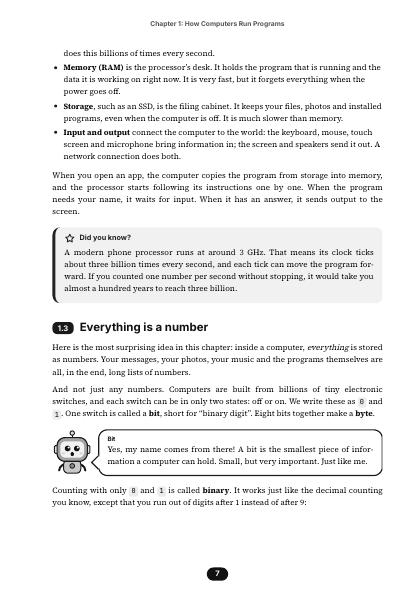 Chapter 1: How Computers Run Programs
does this billions of times every second.
• Memory (RAM) is the processor's desk. It holds the program that is running and the
data it is working on right now. It is very fast, but it forgets everything when the
power goes off.
• Storage, such as an SSD, is the filing cabinet. It keeps your files, photos and installed
programs, even when the computer is off. It is much slower than memory.
• Input and output connect the computer to the world: the keyboard, mouse, touch
screen and microphone bring information in; the screen and speakers send it out. A
network connection does both.
When you open an app, the computer copies the program from storage into memory,
and the processor starts following its instructions one by one. When the program
needs your name, it waits for input. When it has an answer, it sends output to the
screen.
Did you know?
A modern phone processor runs at around 3 GHz. That means its clock ticks
about three billion times every second, and each tick can move the program for-
ward. If you counted one number per second without stopping, it would take you
almost a hundred years to reach three billion.
1.3 Everything is a number
Here is the most surprising idea in this chapter: inside a computer, everything is stored
as numbers. Your messages, your photos, your music and the programs themselves are
all, in the end, long lists of numbers.
And not just any numbers. Computers are built from billions of tiny electronic
switches, and each switch can be in only two states: off or on. We write these as 0 and
1. One switch is called a bit, short for "binary digit". Eight bits together make a byte.
Bit
Yes, my name comes from there! A bit is the smallest piece of infor-
mation a computer can hold. Small, but very important. Just like me.
Counting with only 0 and 1 is called binary. It works just like the decimal counting
you know, except that you run out of digits after 1 instead of after 9:
7